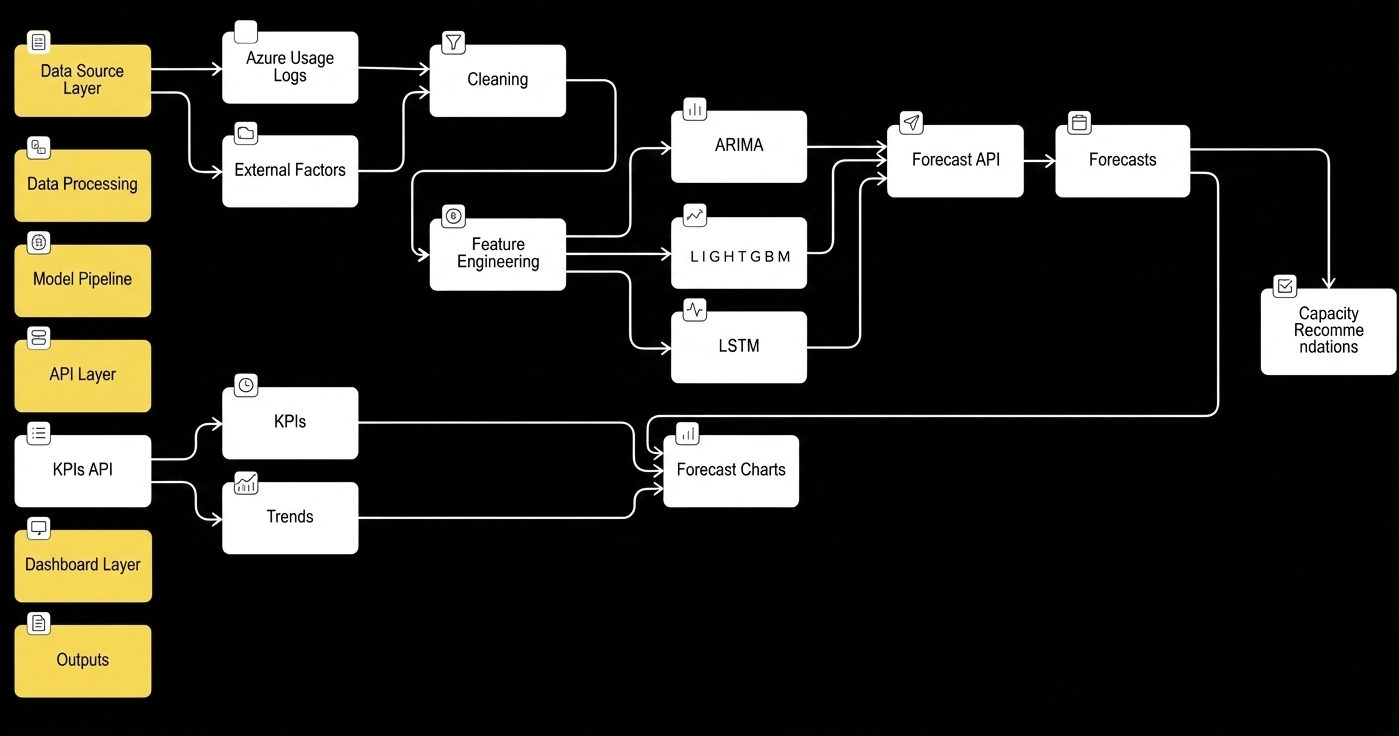 Data Source
Layer
Azure Usage
Logs
Cleaning
External Factors
Data Processing
ARIMA
Forecast API
Forecasts
Feature
Engineering
LIGHTGBM
Model Pipeline
LSTM
Capacity
Recomme
ndations
API Layer
KPIs API
KPIs
Trends
Forecast Charts
Dashboard Layer
Outputs